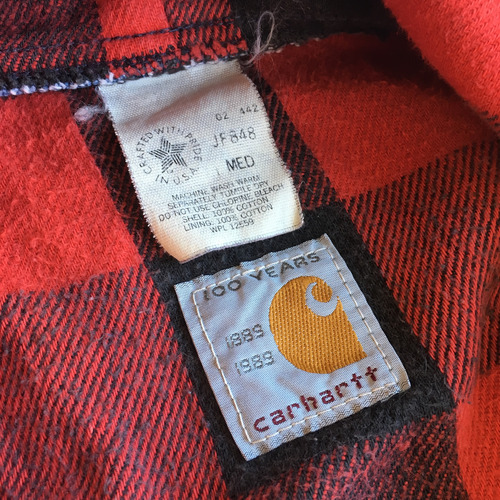 02 442
JF848
CRAFTED WITH PRIDE
IN U.S.A.
MED
MACHINE WASH WARM
SEPARATELY TUMBLE DRY
DO NOT USE CHLORINE BLEACH
SHELL: 100% COTTON
LINING: 100% COTTON
WPL 12559
100 YEARS
1889
1989
carhartt